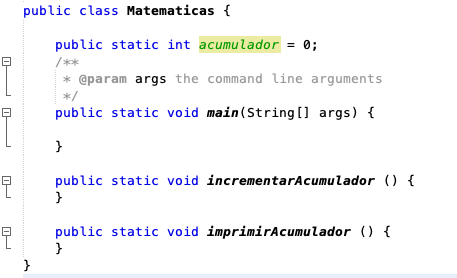 public class Matematicas {
public static int acumulador = 0;
/**
* @param args the command line arguments
*/
public static void main(String[] args) {
}
public static void incrementarAcumulador () {
}
public static void imprimirAcumulador () {
}
}